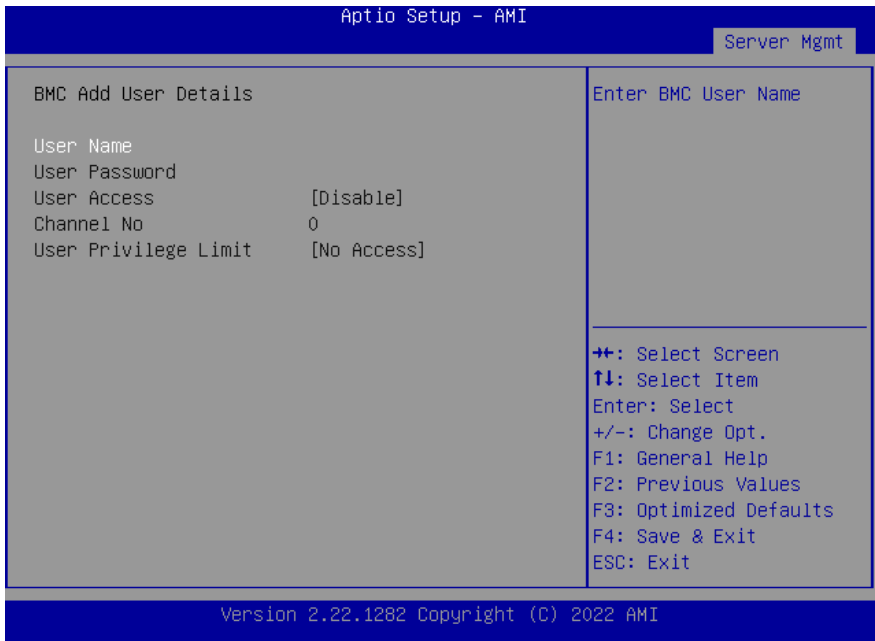 Aptio Setup – AMI
Server Mgmt
BMC Add User Details
User Name
User Password
User Access [Disable]
Channel No 0
User Privilege Limit [No Access]
Enter BMC User Name
→←: Select Screen
↑↓: Select Item
Enter: Select
+/-: Change Opt.
F1: General Help
F2: Previous Values
F3: Optimized Defaults
F4: Save & Exit
ESC: Exit
Version 2.22.1282 Copyright (C) 2022 AMI